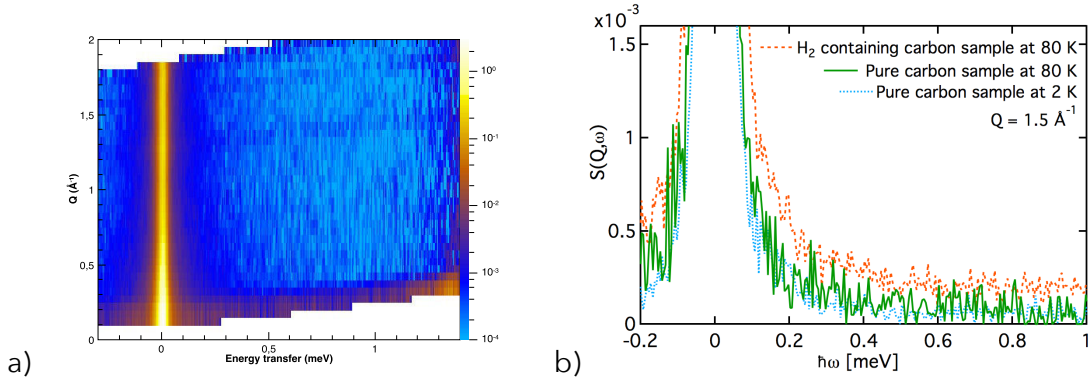 a)
2
1,5
1
0.5
0
Q (Å⁻¹)
0
0,5
1
Energy transfer (meV)
10⁰
10⁻¹
10⁻²
10⁻³
10⁻⁴
b)
x10⁻³
1.5
1
0.5
0
S(Q,ω)
H₂ containing carbon sample at 80 K
Pure carbon sample at 80 K
Pure carbon sample at 2 K
Q = 1.5 Å⁻¹
-0.2
0
0.2
0.4
0.6
0.8
1
ħω [meV]